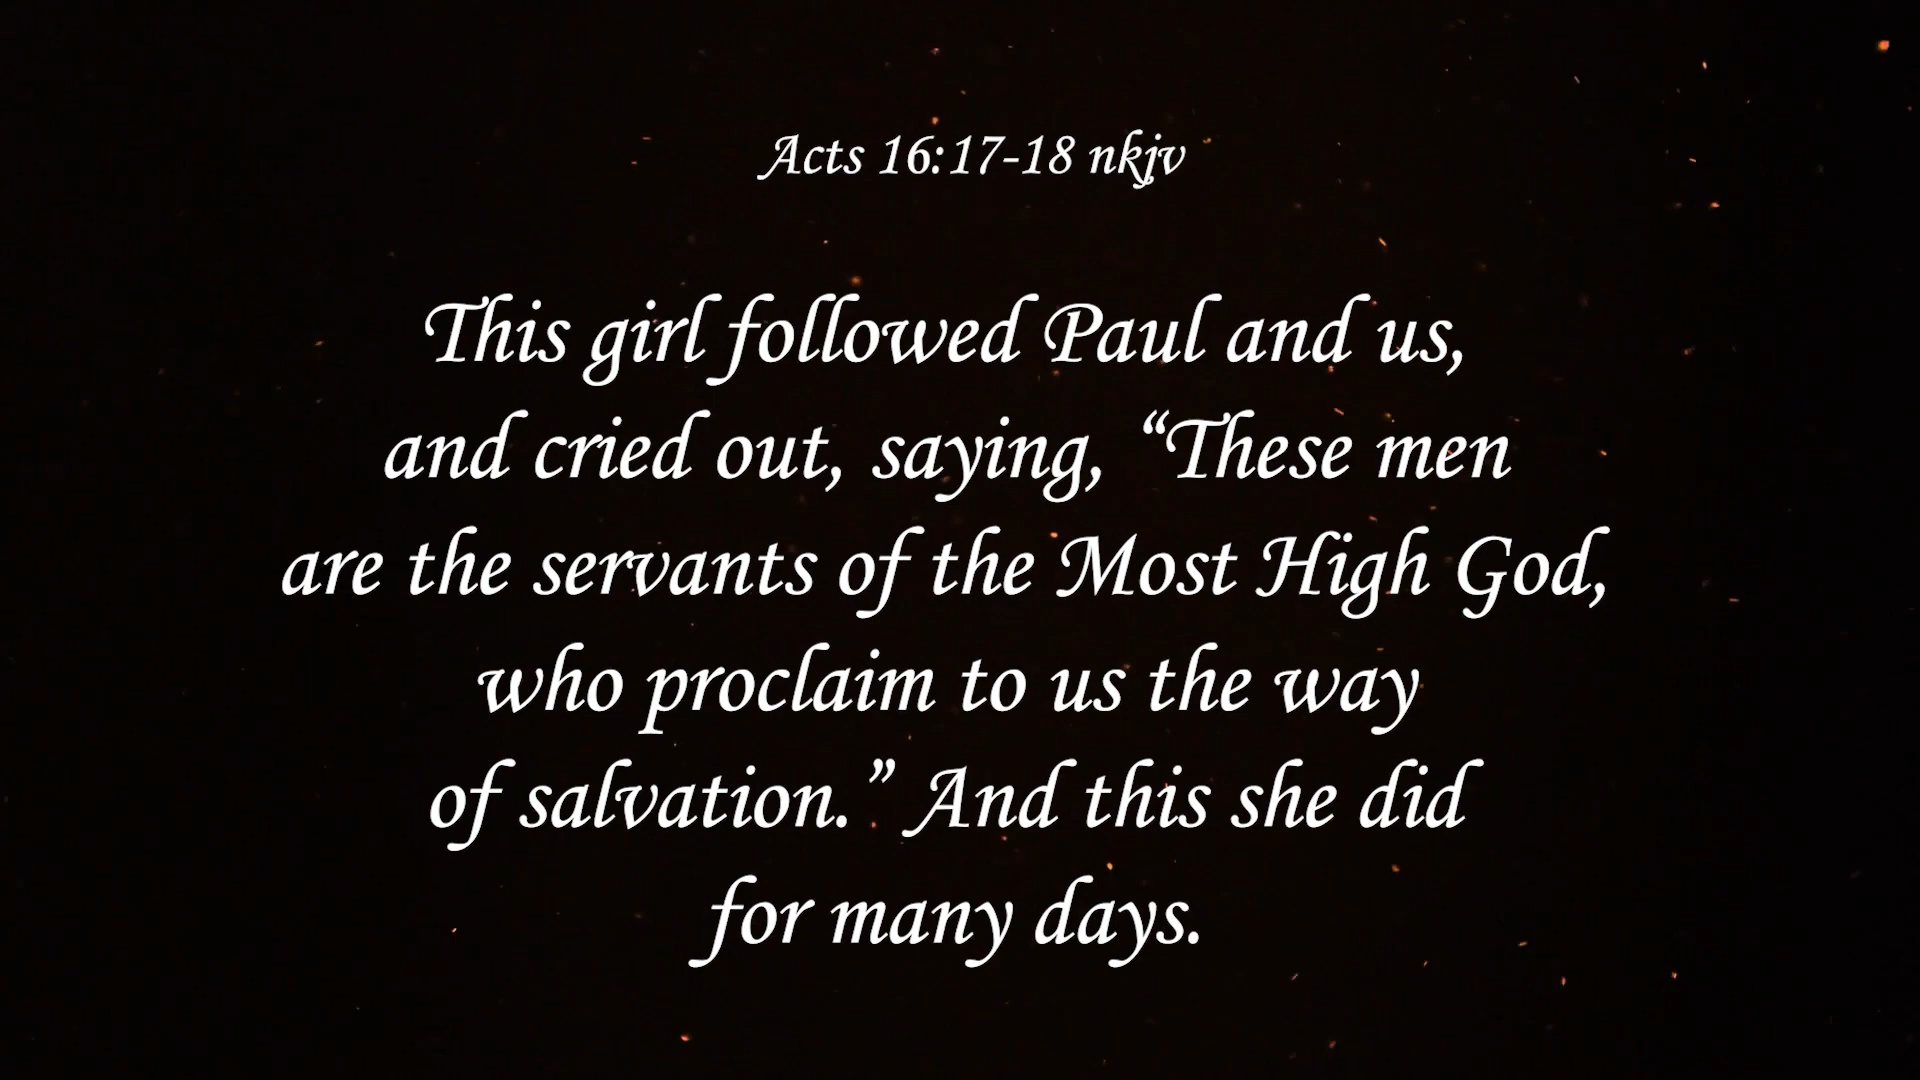 Acts 16:17-18 nkjv
This girl followed Paul and us,
and cried out, saying, “These men
are the servants of the Most High God,
who proclaim to us the way
of salvation.” And this she did
for many days.